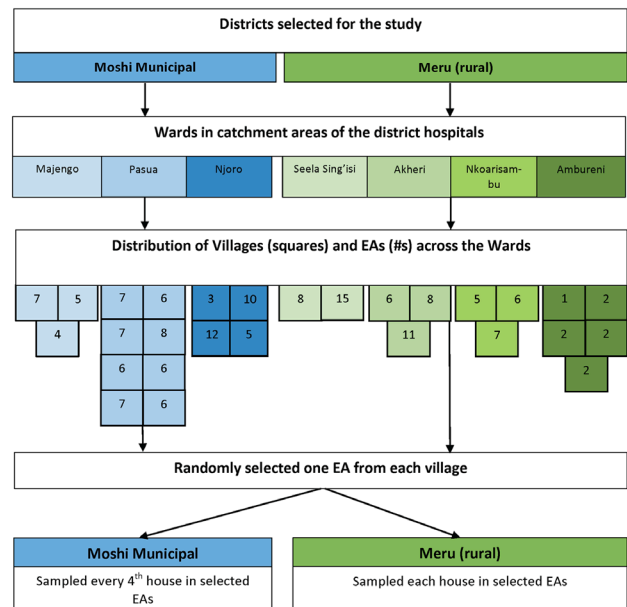 Districts selected for the study
Moshi Municipal
Meru (rural)
Wards in catchment areas of the district hospitals
Majengo
Pasua
Njoro
Seela Sing'isi
Akheri
Nkoarisam-
bu
Ambureni
Distribution of Villages (squares) and EAs (#s) across the Wards
7 5
4
7 6
7 8
6 6
7 6
3 10
12 5
8 15
6 8
11
5 6
7
1 2
2 2
2
Randomly selected one EA from each village
Moshi Municipal
Sampled every 4th house in selected
EAs
Meru (rural)
Sampled each house in selected EAs